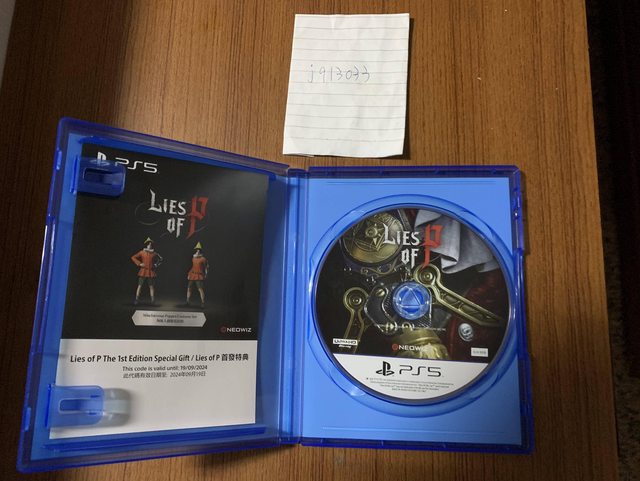 j913033
PS5
LIES
OF P
NEOWIZ
Lies of P The 1st Edition Special Gift / Lies of P 首發特典
This code is valid until: 19/09/2024
此代碼有效日期至: 2024年09月19日
LIES
OF P
NEOWIZ
PS5